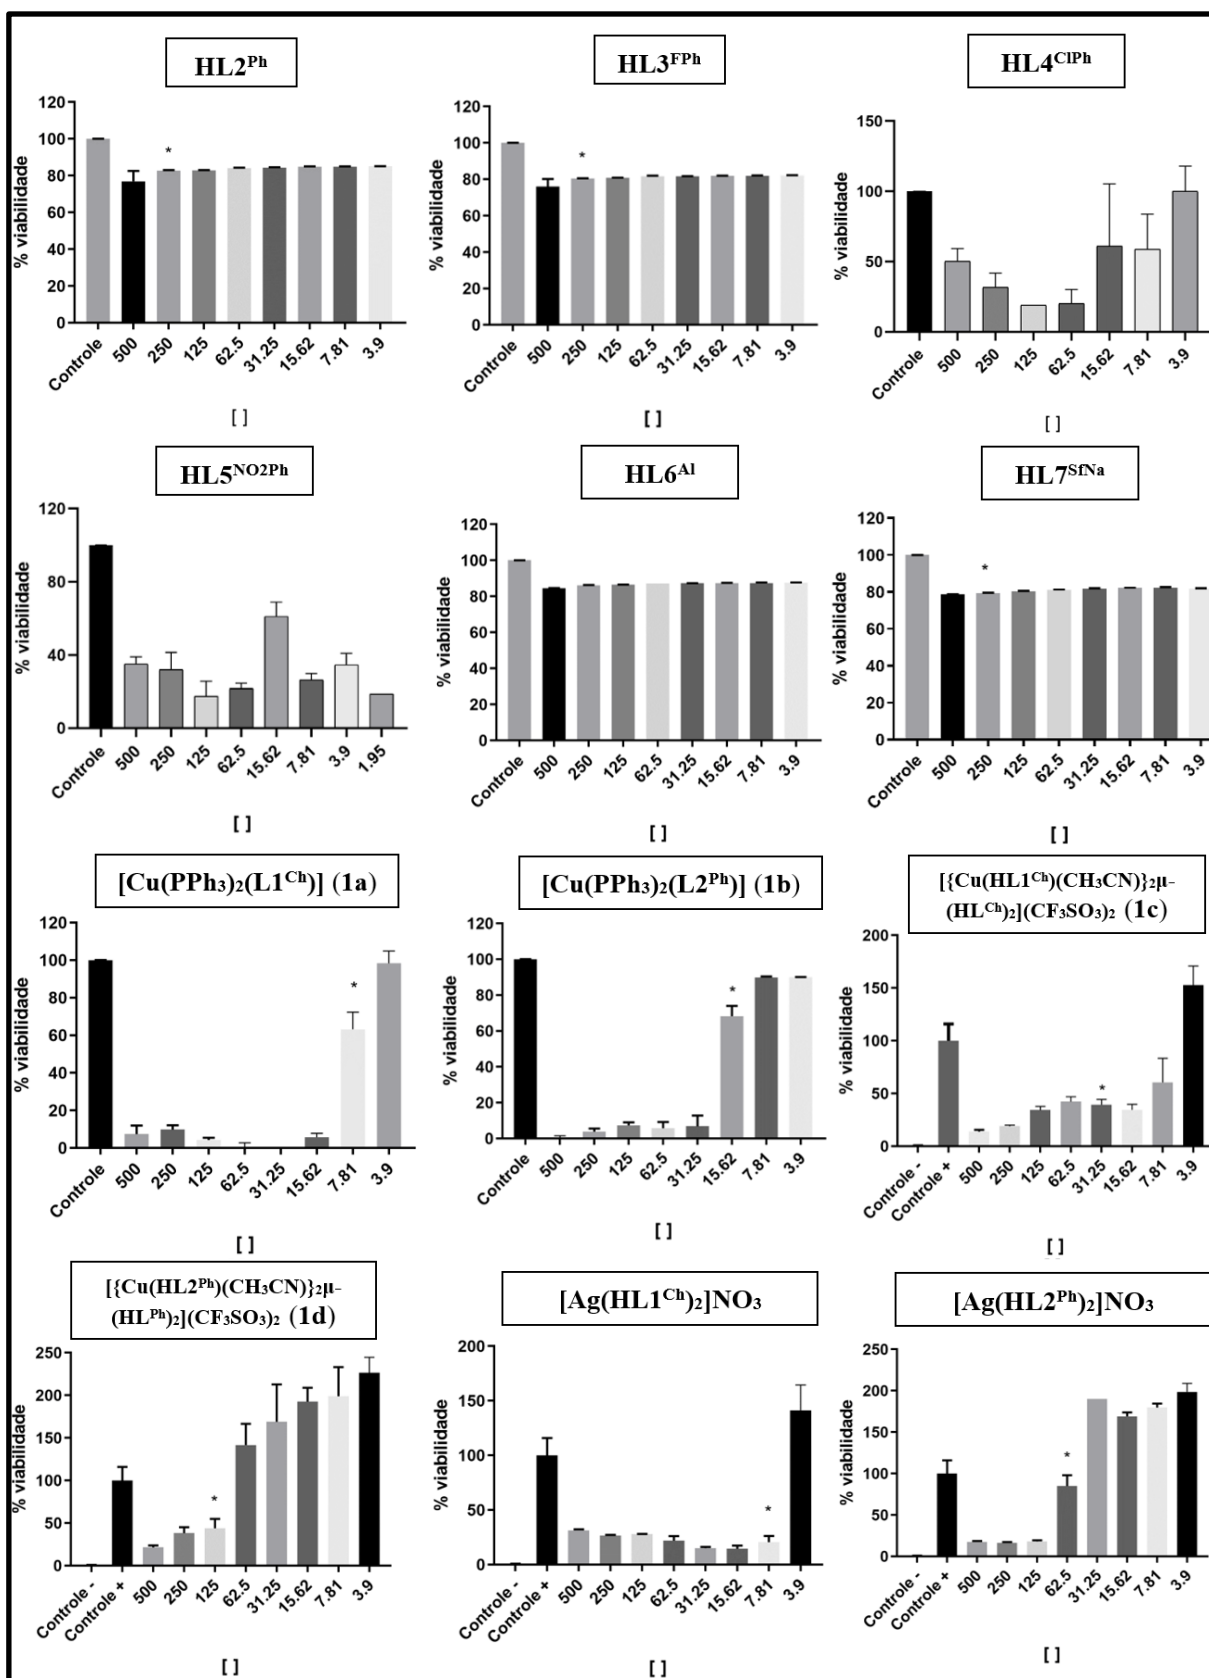 HL2ᴾʰ
% viabilidade
120
100
80
60
40
20
0
Controle 500 250 125 62.5 31.25 15.62 7.81 3.9
*
[ ]
HL3ᶠᴾʰ
% viabilidade
120
100
80
60
40
20
0
Controle 500 250 125 62.5 31.25 15.62 7.81 3.9
*
[ ]
HL4ᶜˡᴾʰ
% viabilidade
150
100
50
0
Controle 500 250 125 62.5 15.62 7.81 3.9
[ ]
HL5ᴺᴼ²ᴾʰ
% viabilidade
120
80
40
0
Controle 500 250 125 62.5 15.62 7.81 3.9 1.95
[ ]
HL6ᴬˡ
% viabilidade
120
100
80
60
40
20
0
Controle 500 250 125 62.5 31.25 15.62 7.81 3.9
[ ]
HL7ˢᶠᴺᵃ
% viabilidade
120
100
80
60
40
20
0
Controle 500 250 125 62.5 31.25 15.62 7.81 3.9
*
[ ]
[Cu(PPh₃)₂(L1ᶜʰ)] (1a)
% viabilidade
120
100
80
60
40
20
0
Controle 500 250 125 62.5 31.25 15.62 7.81 3.9
*
[ ]
[Cu(PPh₃)₂(L2ᴾʰ)] (1b)
% viabilidade
120
100
80
60
40
20
0
Controle 500 250 125 62.5 31.25 15.62 7.81 3.9
*
[ ]
[{Cu(HL1ᶜʰ)(CH₃CN)}₂μ-
(HLᶜʰ)₂](CF₃SO₃)₂ (1c)
% viabilidade
200
150
100
50
0
Controle - Controle + 500 250 125 62.5 31.25 15.62 7.81 3.9
*
[ ]
[{Cu(HL2ᴾʰ)(CH₃CN)}₂μ-
(HLᴾʰ)₂](CF₃SO₃)₂ (1d)
% viabilidade
250
200
150
100
50
0
Controle - Controle + 500 250 125 62.5 31.25 15.62 7.81 3.9
*
[ ]
[Ag(HL1ᶜʰ)₂]NO₃
% viabilidade
200
150
100
50
0
Controle - Controle + 500 250 125 62.5 31.25 15.62 7.81 3.9
*
[ ]
[Ag(HL2ᴾʰ)₂]NO₃
% viabilidade
250
200
150
100
50
0
Controle - Controle + 500 250 125 62.5 31.25 15.62 7.81 3.9
*
[ ]